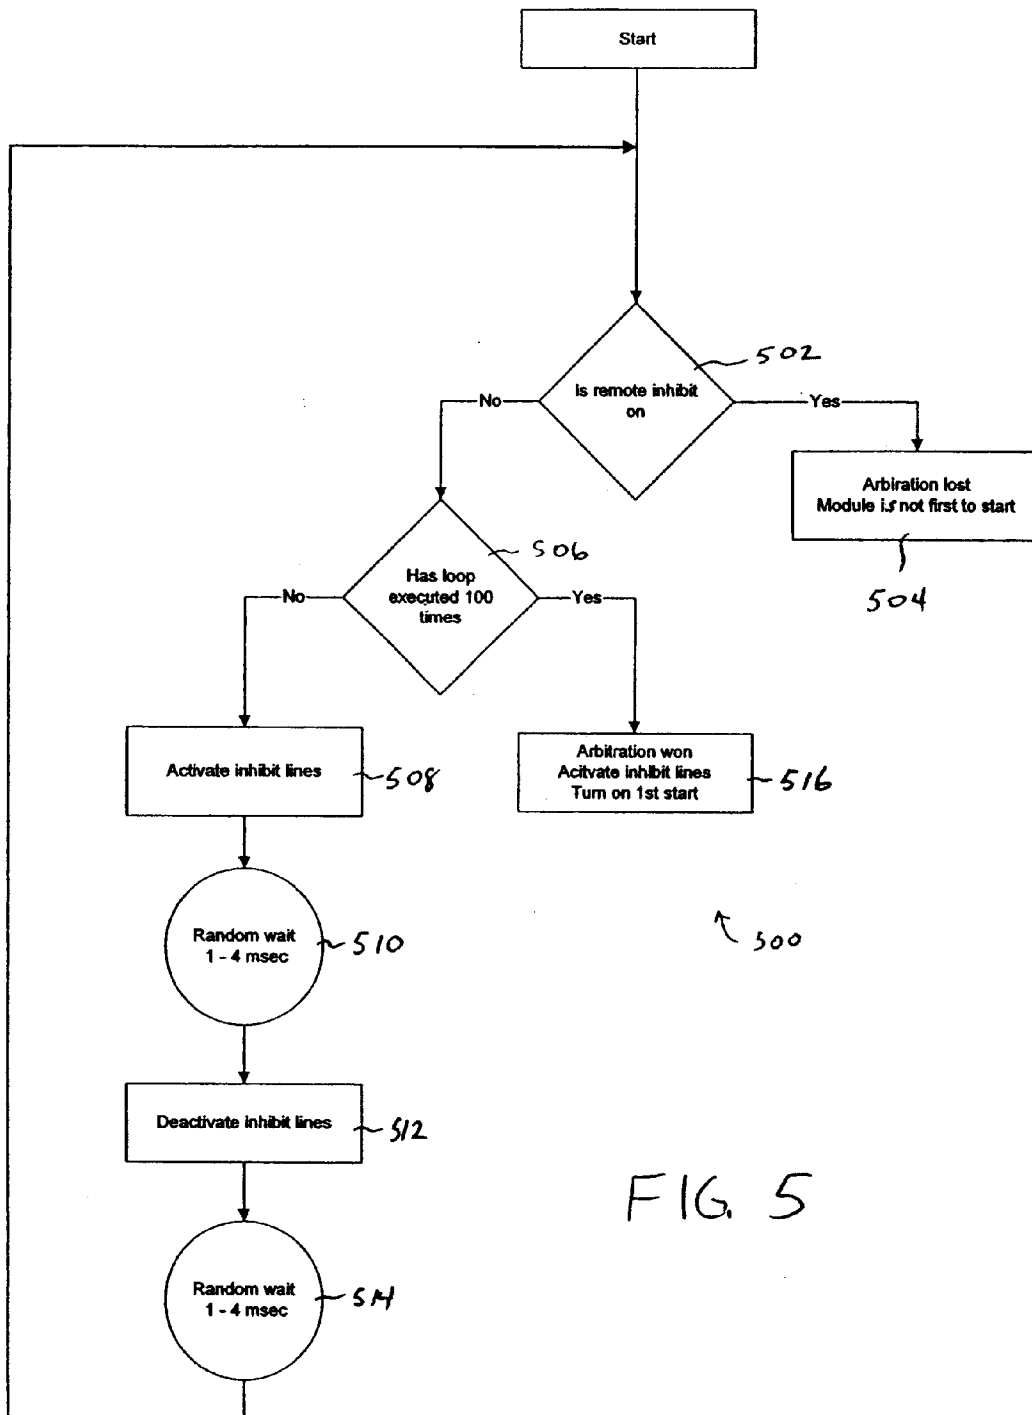 Start
Is remote inhibit
on
502
No
Yes
Arbiration lost
Module is not first to start
504
Has loop
executed 100
times
506
No
Yes
Activate inhibit lines
508
Arbitration won
Acitvate inhibit lines
Turn on 1st start
516
Random wait
1 - 4 msec
510
500
Deactivate inhibit lines
512
FIG. 5
Random wait
1 - 4 msec
514